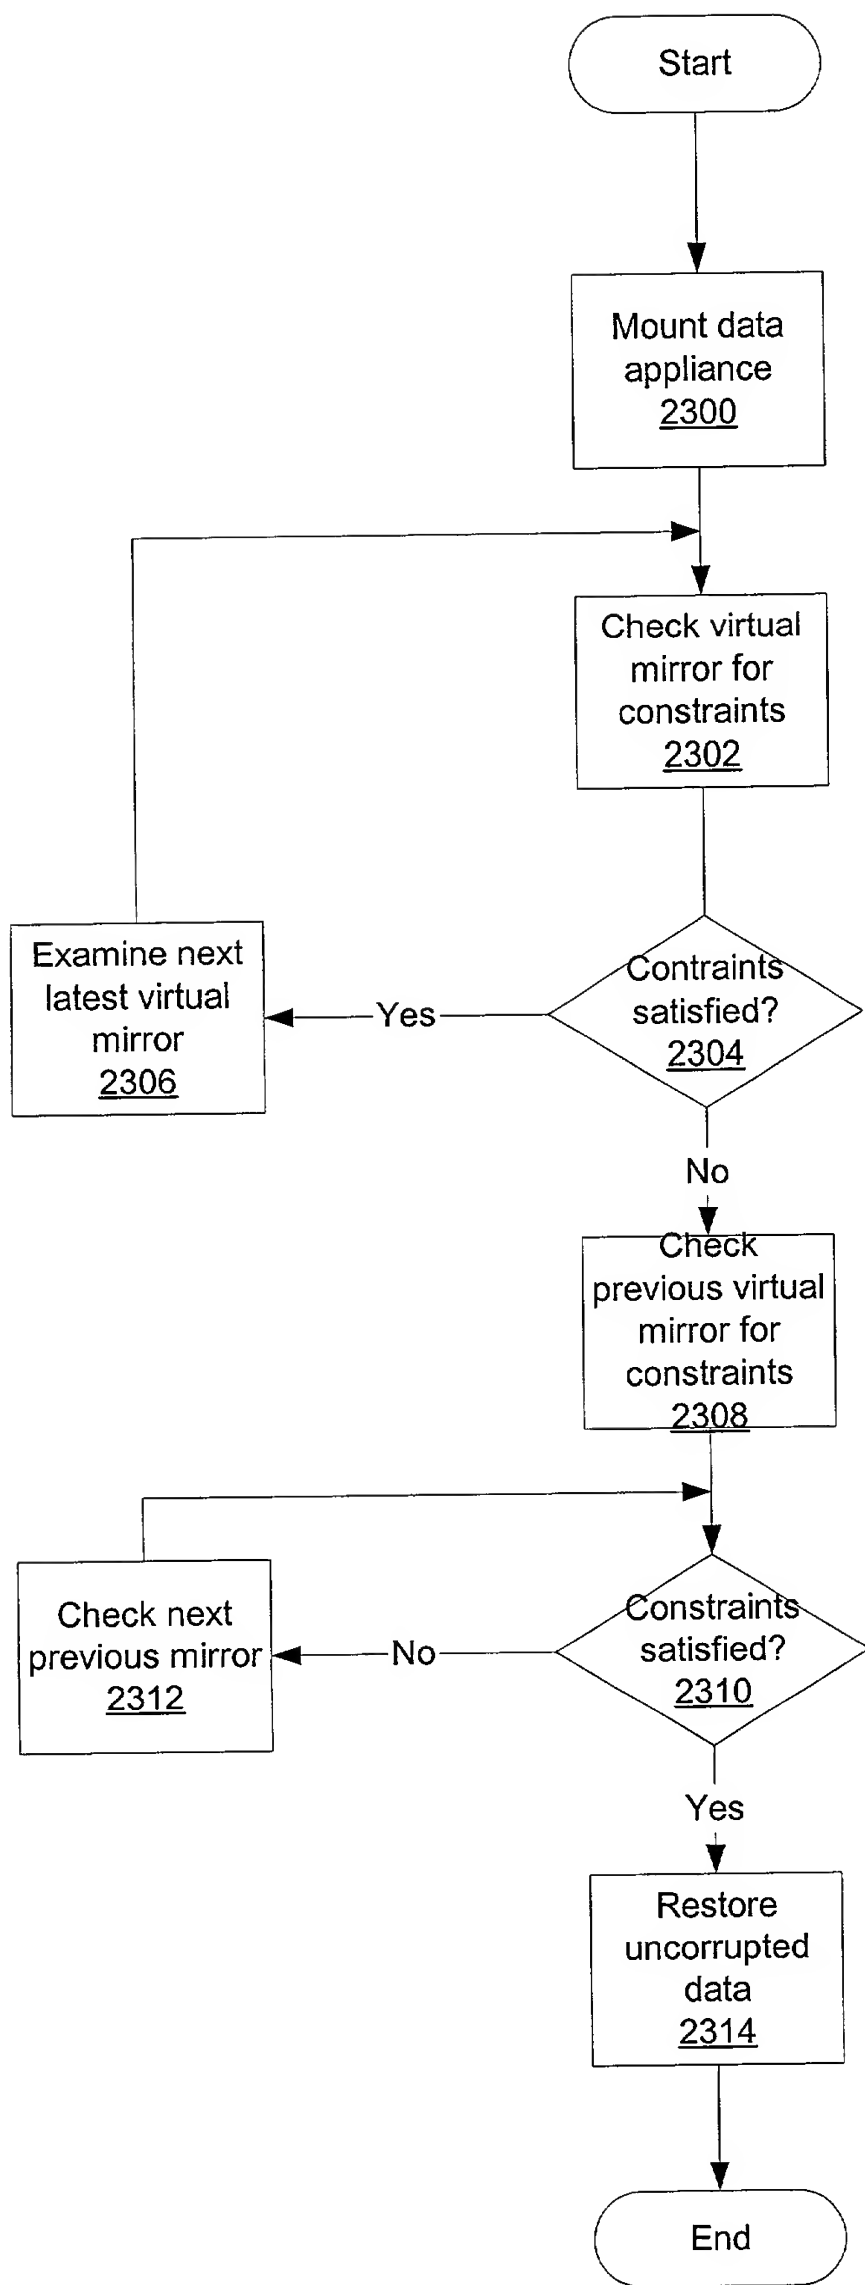 Start
Mount data
appliance
2300
Check virtual
mirror for
constraints
2302
Contraints
satisfied?
2304
Yes
Examine next
latest virtual
mirror
2306
No
Check
previous virtual
mirror for
constraints
2308
Constraints
satisfied?
2310
No
Check next
previous mirror
2312
Yes
Restore
uncorrupted
data
2314
End